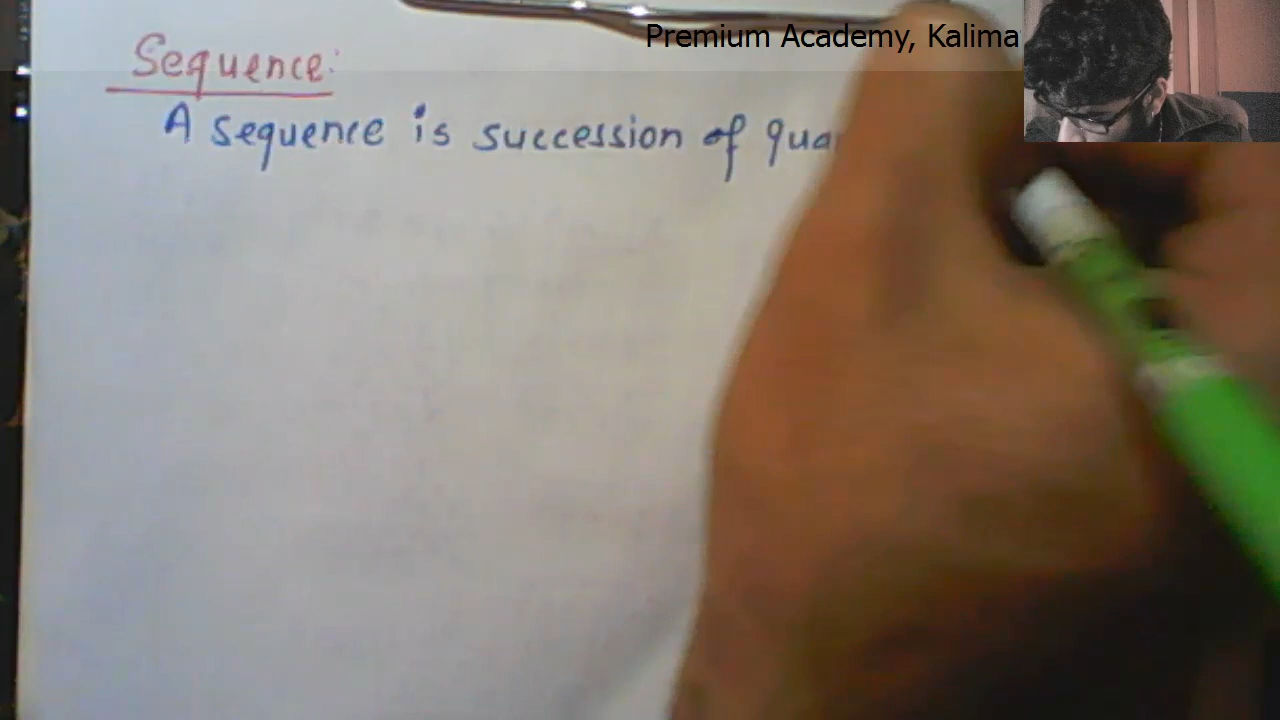 Premium Academy, Kalima
Sequence:
A sequence is succession of